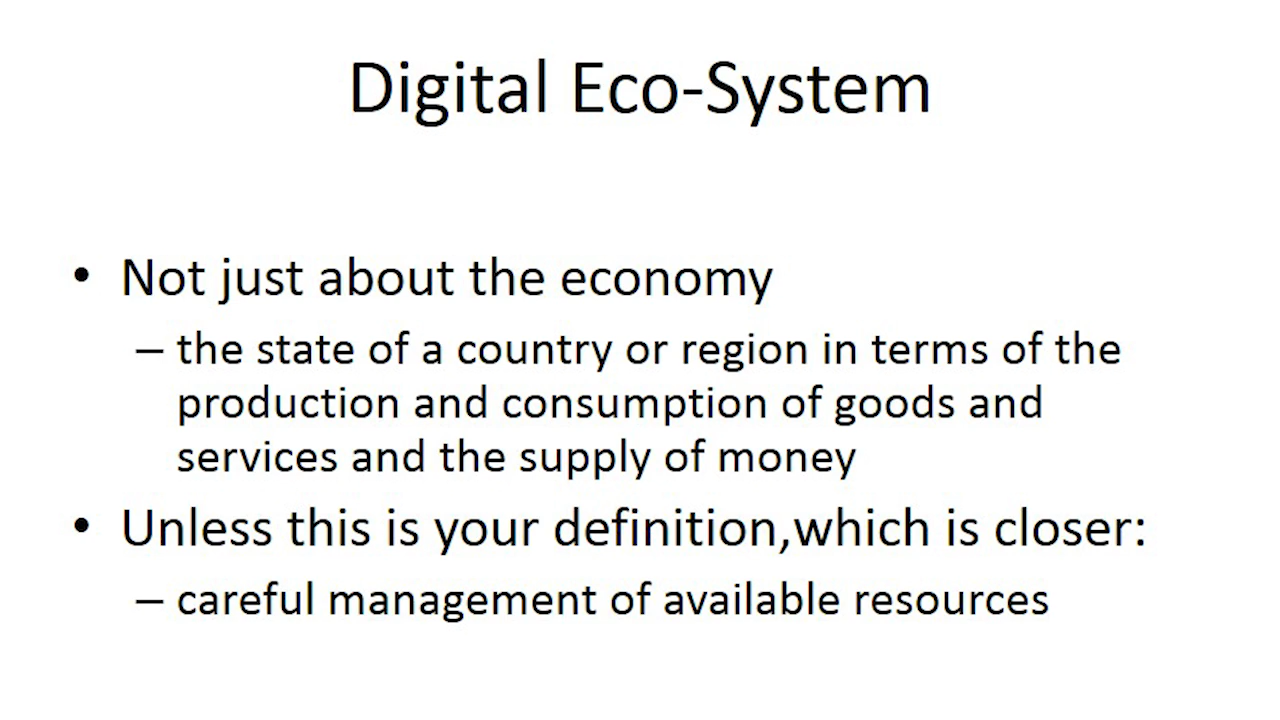 Digital Eco-System
• Not just about the economy
– the state of a country or region in terms of the
production and consumption of goods and
services and the supply of money
• Unless this is your definition,which is closer:
– careful management of available resources